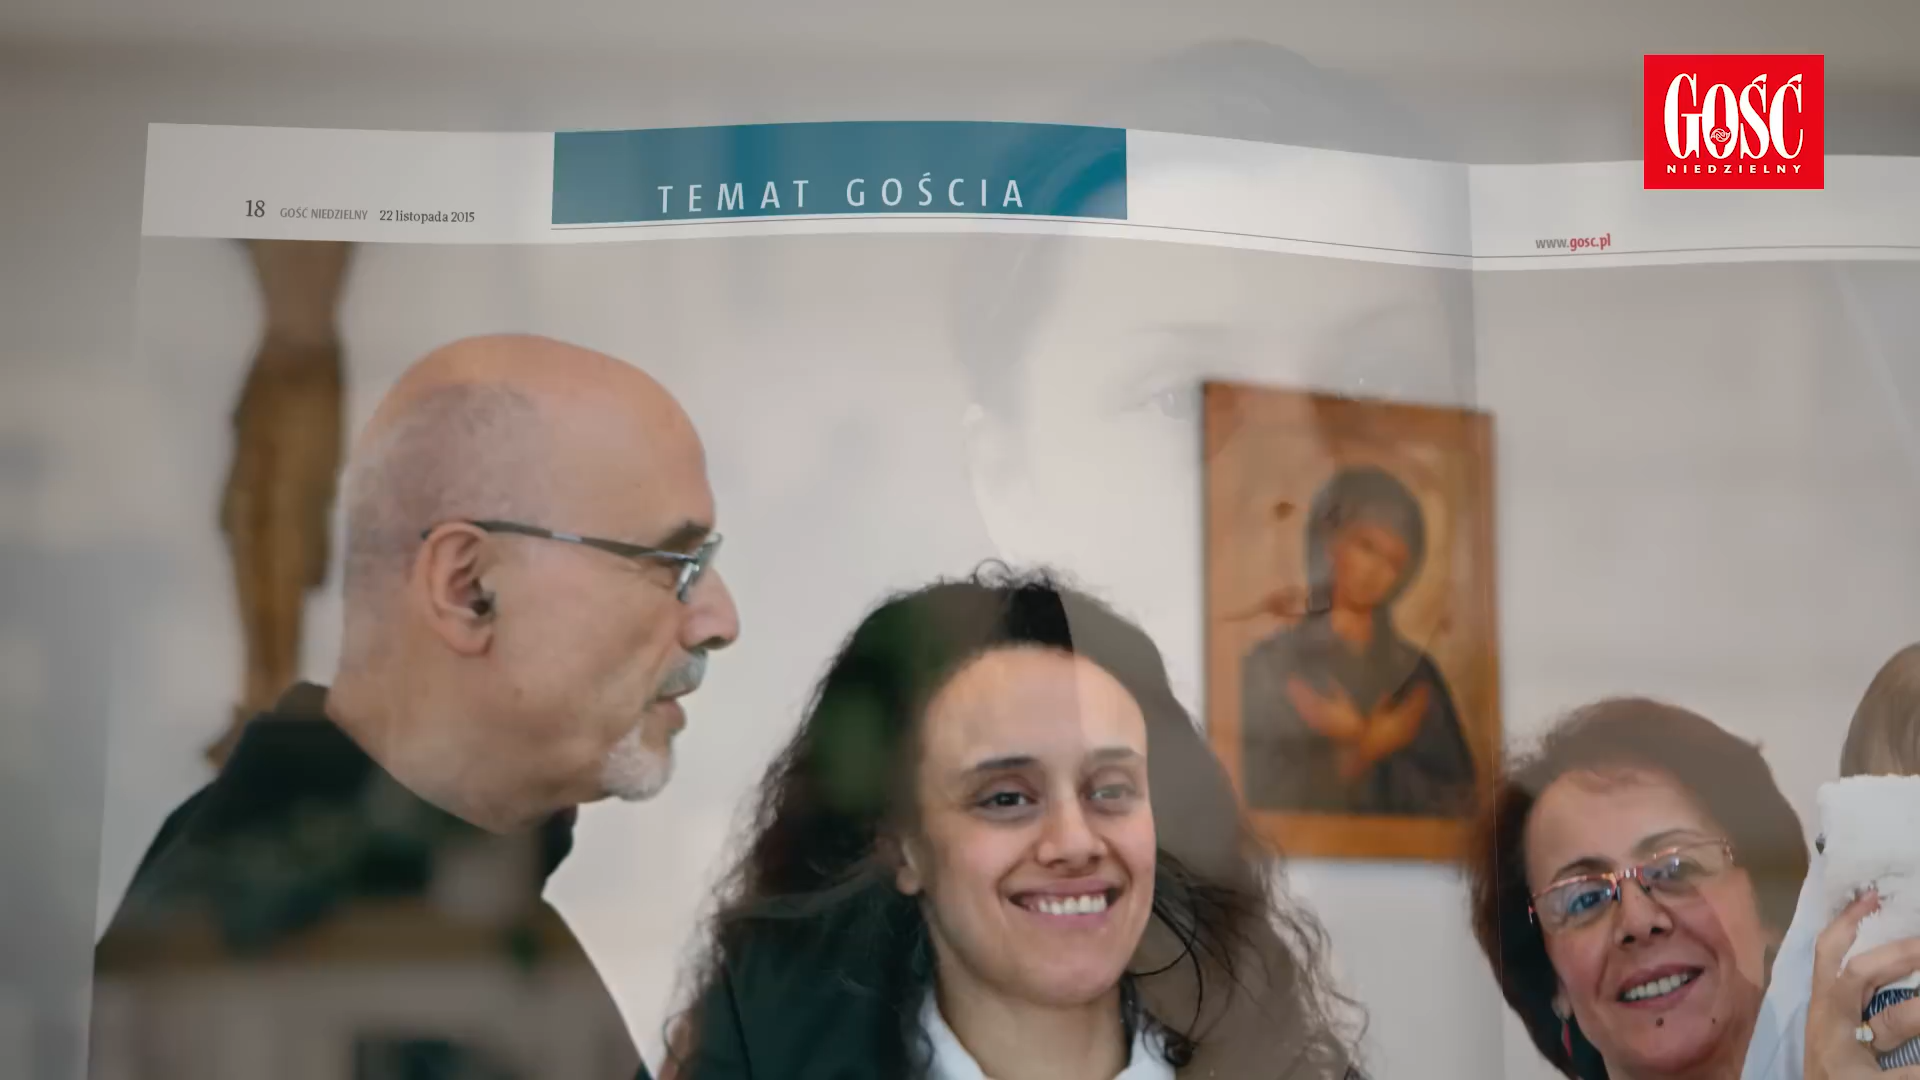 GOŚĆ
NIEDZIELNY
TEMAT GOŚCIA
18 GOŚĆ NIEDZIELNY 22 listopada 2015
www.gosc.pl